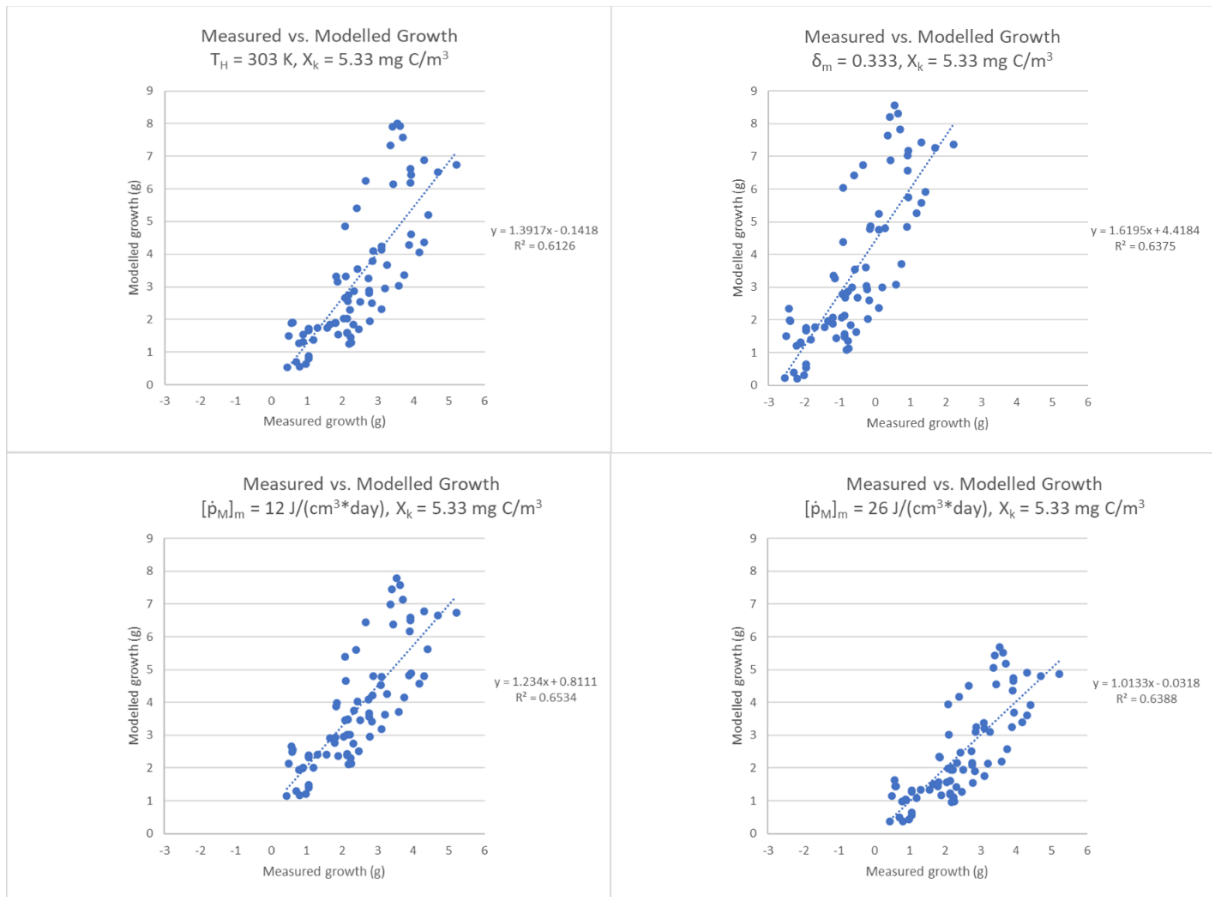 Measured vs. Modelled Growth
T_H = 303 K, X_k = 5.33 mg C/m³
9
8
7
6
5
4
3
2
1
0
Modelled growth (g)
y = 1.3917x - 0.1418
R² = 0.6126
-3 -2 -1 0 1 2 3 4 5 6
Measured growth (g)
Measured vs. Modelled Growth
δ_m = 0.333, X_k = 5.33 mg C/m³
9
8
7
6
5
4
3
2
1
0
Modelled growth (g)
y = 1.6195x + 4.4184
R² = 0.6375
-3 -2 -1 0 1 2 3 4 5 6
Measured growth (g)
Measured vs. Modelled Growth
[ṗ_M]_m = 12 J/(cm³*day), X_k = 5.33 mg C/m³
9
8
7
6
5
4
3
2
1
0
Modelled growth (g)
y = 1.234x + 0.8111
R² = 0.6534
-3 -2 -1 0 1 2 3 4 5 6
Measured growth (g)
Measured vs. Modelled Growth
[ṗ_M]_m = 26 J/(cm³*day), X_k = 5.33 mg C/m³
9
8
7
6
5
4
3
2
1
0
Modelled growth (g)
y = 1.0133x - 0.0318
R² = 0.6388
-3 -2 -1 0 1 2 3 4 5 6
Measured growth (g)